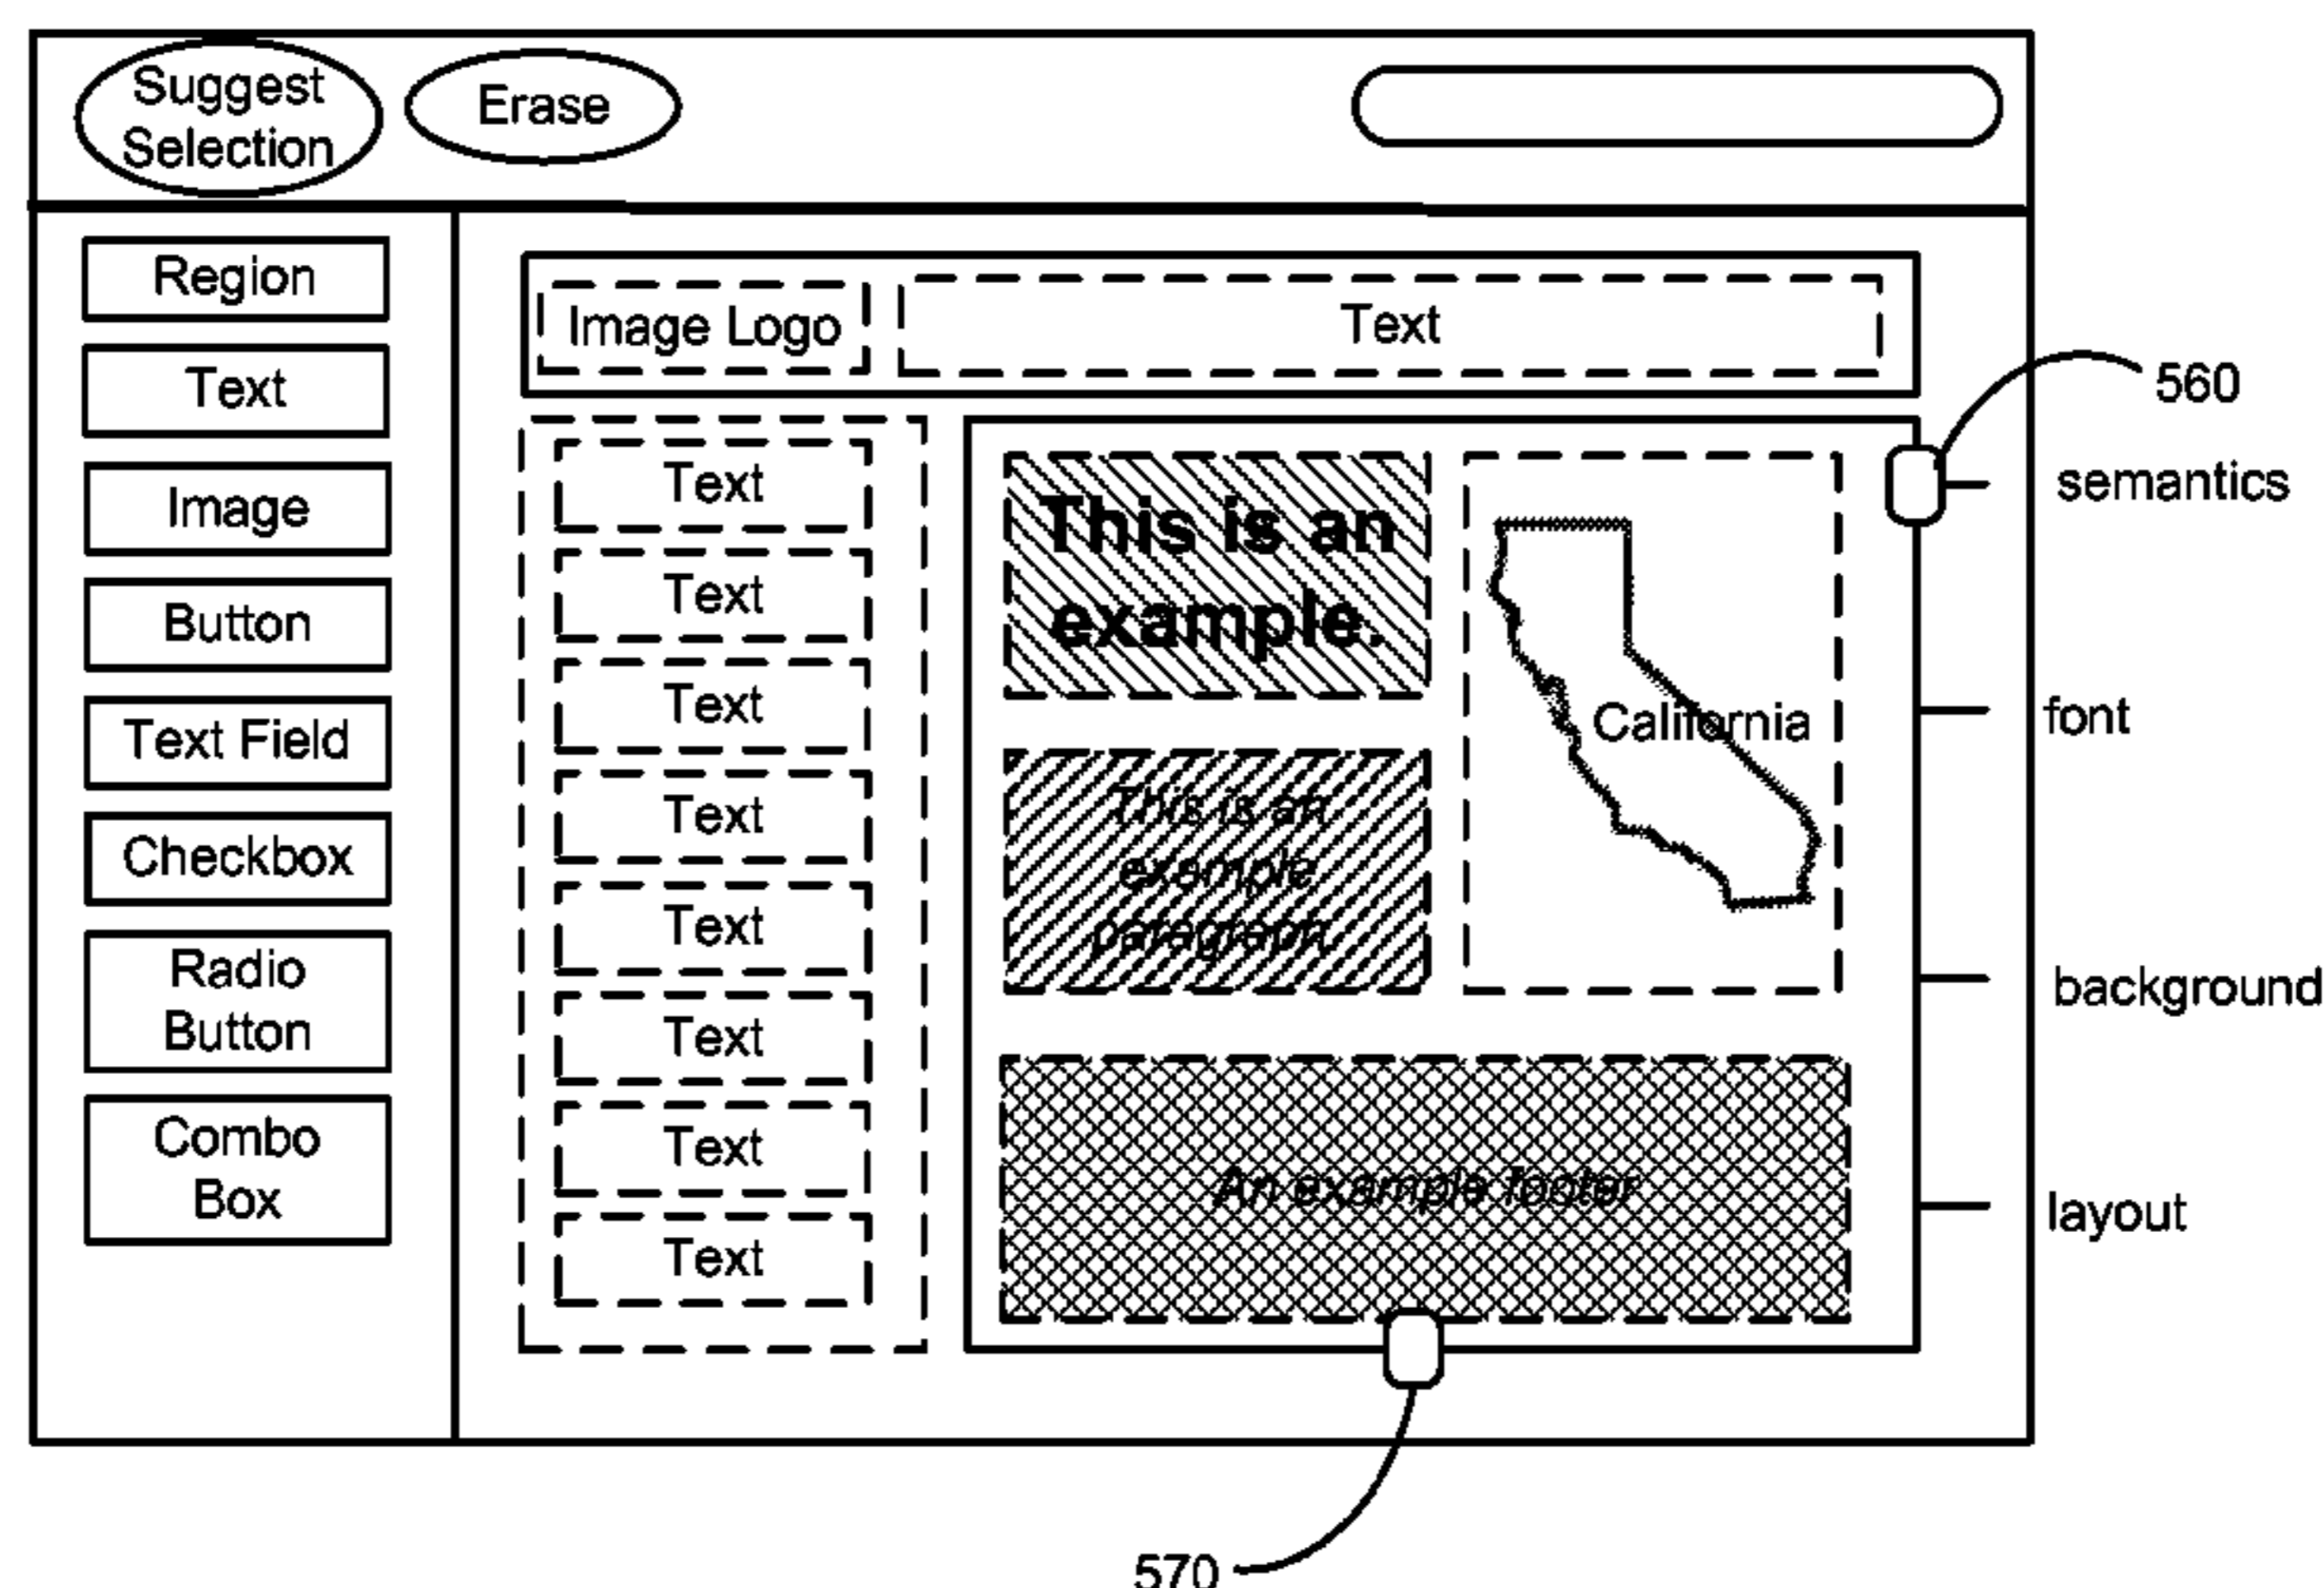 Suggest
Selection
Erase
Region
Text
Image
Button
Text Field
Checkbox
Radio
Button
Combo
Box
Image Logo
Text
Text
Text
Text
Text
Text
Text
Text
Text
This is an
example.
This is an
example
paragraph.
California
An example footer
560
semantics
font
background
layout
570